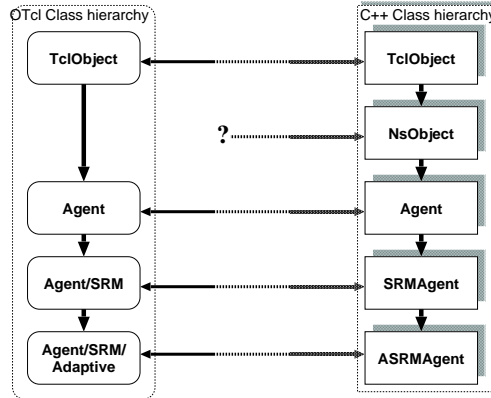 OTcl Class hierarchy
C++ Class hierarchy
TclObject
TclObject
?
NsObject
Agent
Agent
Agent/SRM
SRMAgent
Agent/SRM/
Adaptive
ASRMAgent